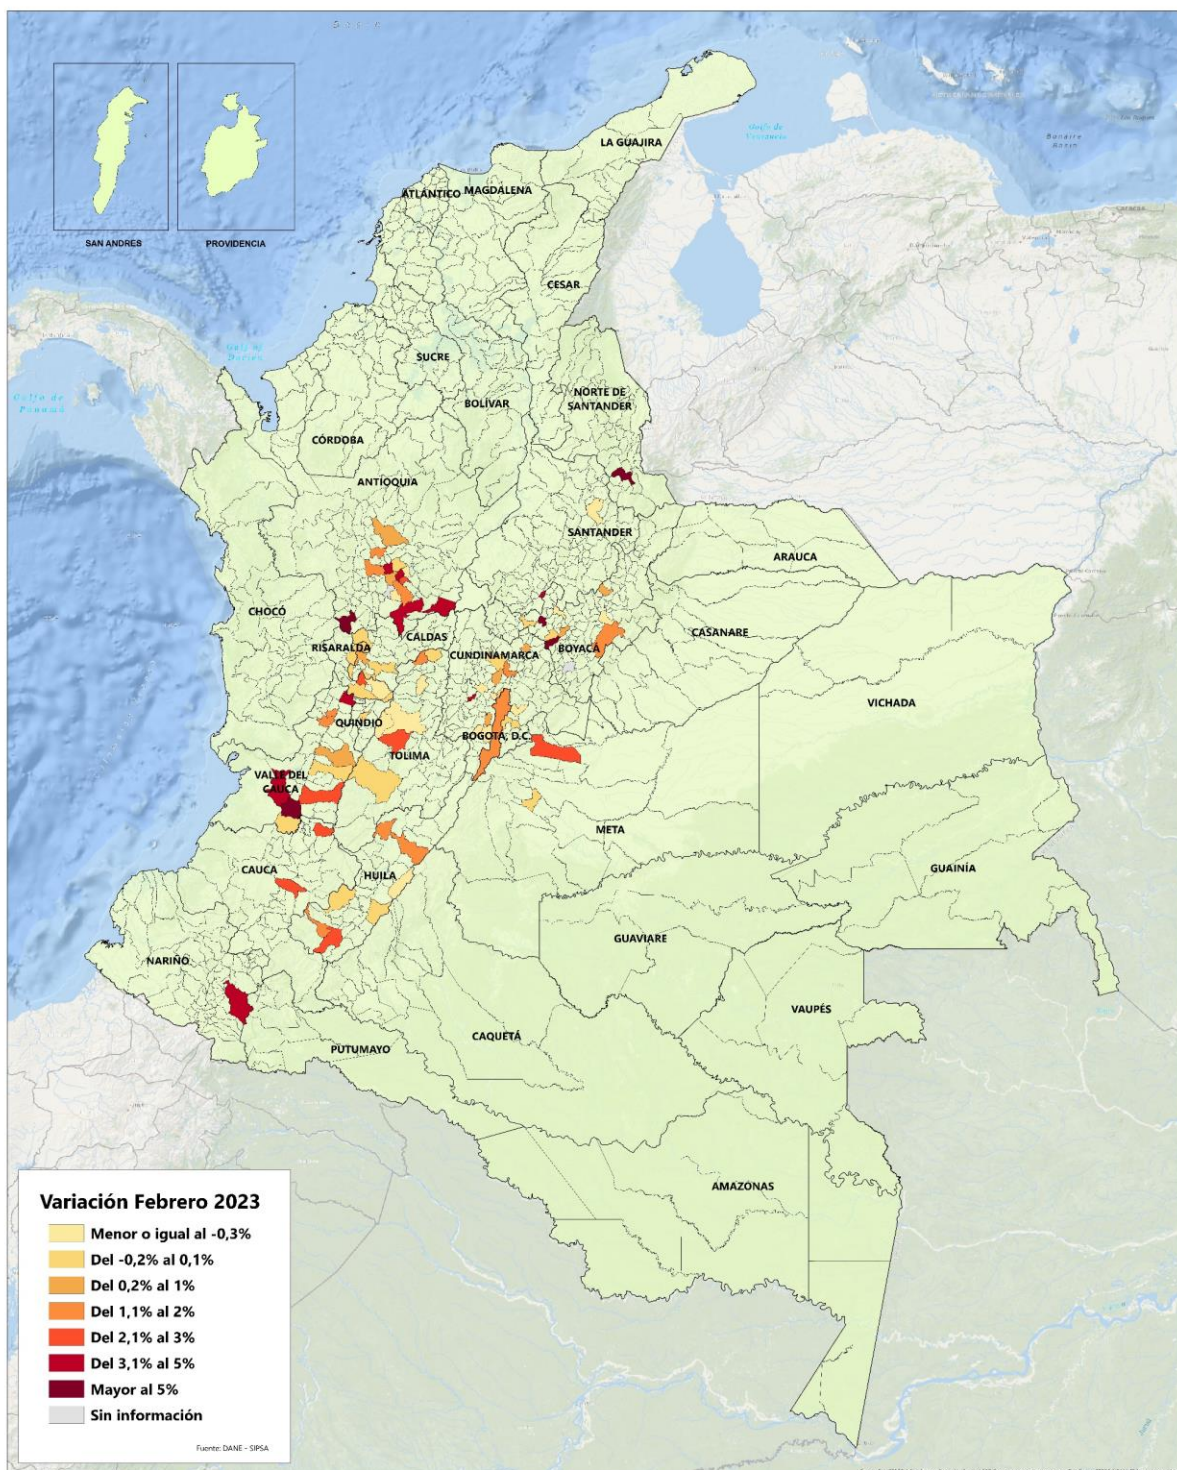 SAN ANDRES
PROVIDENCIA
LA GUAJIRA
ATLÁNTICO
MAGDALENA
CESAR
SUCRE
BOLÍVAR
NORTE DE
SANTANDER
CÓRDOBA
ANTIOQUIA
SANTANDER
ARAUCA
CHOCÓ
CALDAS
RISARALDA
CUNDINAMARCA
BOYACÁ
CASANARE
VICHADA
QUINDIO
BOGOTÁ, D.C.
TOLIMA
VALLE DEL
CAUCA
META
CAUCA
HUILA
GUAINÍA
GUAVIARE
NARIÑO
VAUPÉS
CAQUETÁ
PUTUMAYO
AMAZONAS
Golfo de
Panamá
Variación Febrero 2023
Menor o igual al -0,3%
Del -0,2% al 0,1%
Del 0,2% al 1%
Del 1,1% al 2%
Del 2,1% al 3%
Del 3,1% al 5%
Mayor al 5%
Sin información
Fuente: DANE - SIPSA